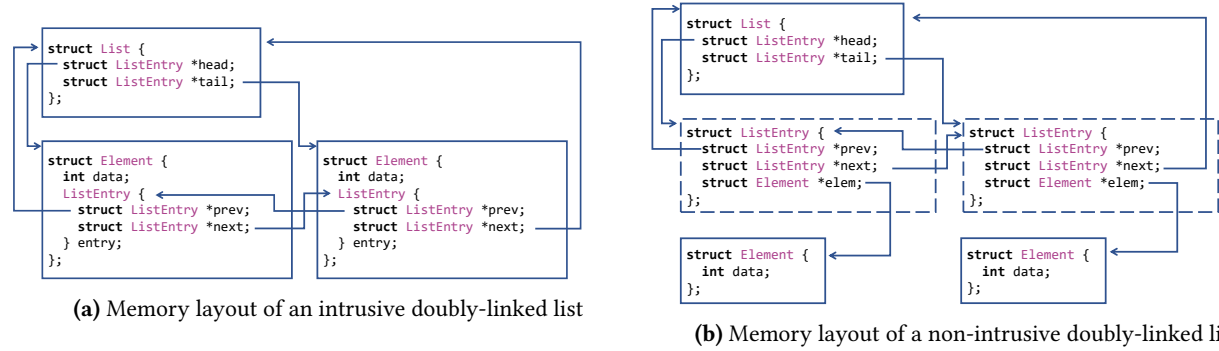 struct List {
struct ListEntry *head;
struct ListEntry *tail;
};
struct Element {
int data;
ListEntry {
struct ListEntry *prev;
struct ListEntry *next;
} entry;
};
struct Element {
int data;
ListEntry {
struct ListEntry *prev;
struct ListEntry *next;
} entry;
};
(a) Memory layout of an intrusive doubly-linked list
struct List {
struct ListEntry *head;
struct ListEntry *tail;
};
struct ListEntry {
struct ListEntry *prev;
struct ListEntry *next;
struct Element *elem;
};
struct ListEntry {
struct ListEntry *prev;
struct ListEntry *next;
struct Element *elem;
};
struct Element {
int data;
};
struct Element {
int data;
};
(b) Memory layout of a non-intrusive doubly-linked li